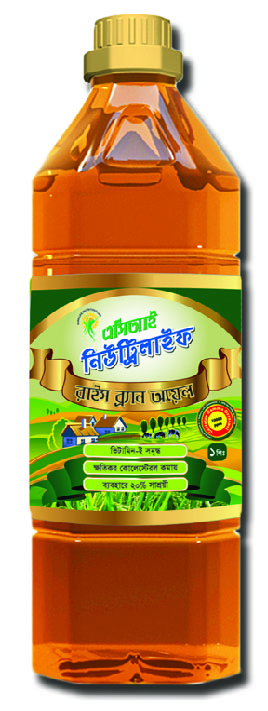 এসিআই
নিউট্রিলাইফ
রাইস ব্র্যান অয়েল
ভিটামিন-ই সমৃদ্ধ
ক্ষতিকর কোলেস্টেরল কমায়
ব্যবহারে ২০% সাশ্রয়ী
১ লিঃ